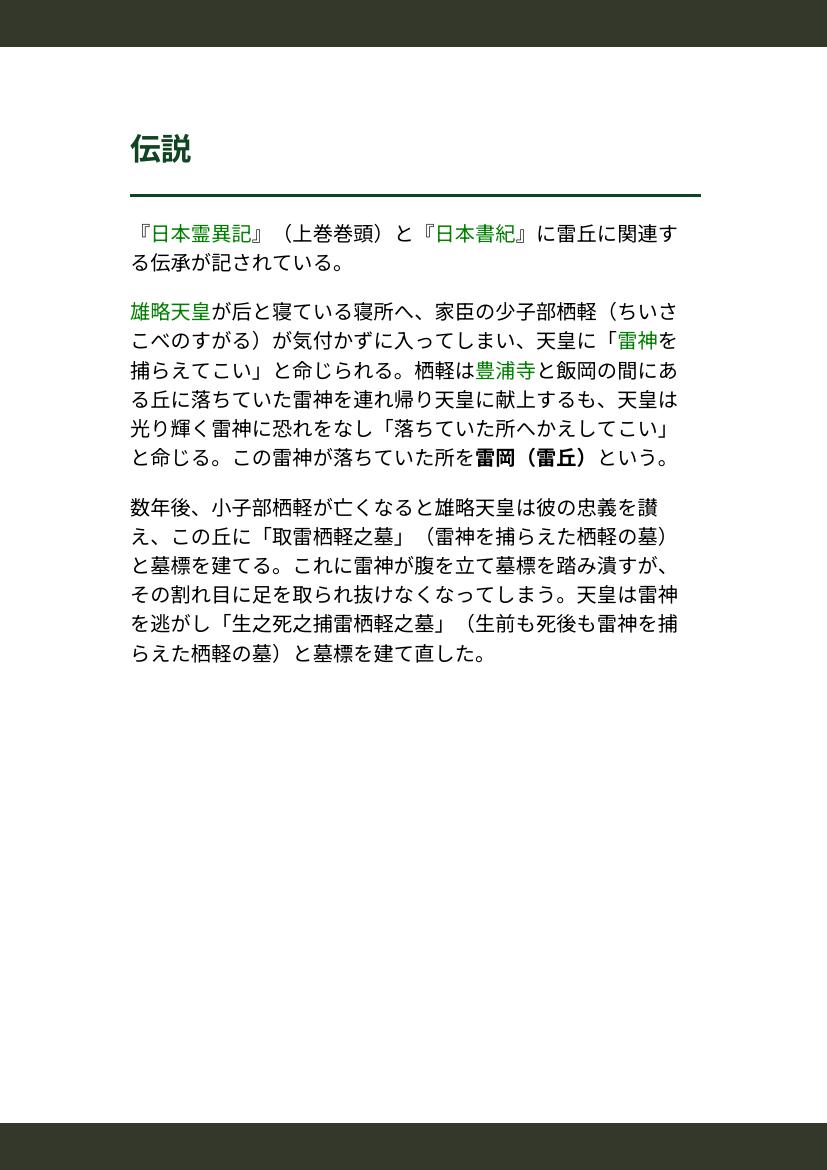 伝説
『日本霊異記』（上巻巻頭）と『日本書紀』に雷丘に関連す
る伝承が記されている。
雄略天皇が后と寝ている寝所へ、家臣の少子部栖軽（ちいさ
こべのすがる）が気付かずに入ってしまい、天皇に「雷神を
捕らえてこい」と命じられる。栖軽は豊浦寺と飯岡の間にあ
る丘に落ちていた雷神を連れ帰り天皇に献上するも、天皇は
光り輝く雷神に恐れをなし「落ちていた所へかえしてこい」
と命じる。この雷神が落ちていた所を雷岡（雷丘）という。
数年後、小子部栖軽が亡くなると雄略天皇は彼の忠義を讃
え、この丘に「取雷栖軽之墓」（雷神を捕らえた栖軽の墓）
と墓標を建てる。これに雷神が腹を立て墓標を踏み潰すが、
その割れ目に足を取られ抜けなくなってしまう。天皇は雷神
を逃がし「生之死之捕雷栖軽之墓」（生前も死後も雷神を捕
らえた栖軽の墓）と墓標を建て直した。